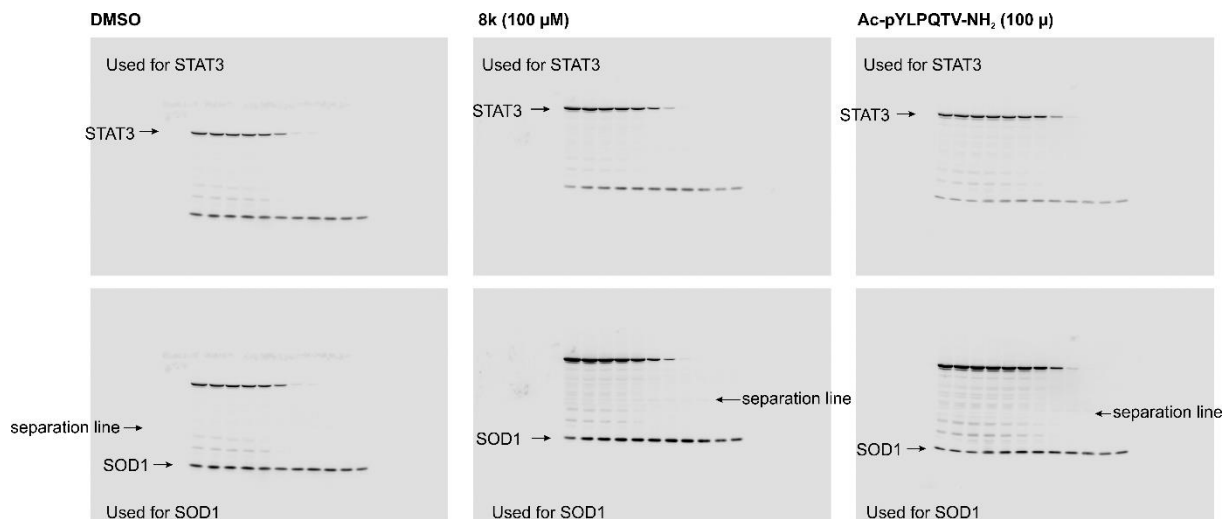 DMSO
8k (100 µM)
Ac-pYLPQTV-NH₂ (100 µ)
Used for STAT3
Used for STAT3
Used for STAT3
STAT3
STAT3
STAT3
separation line
separation line
separation line
SOD1
SOD1
SOD1
Used for SOD1
Used for SOD1
Used for SOD1